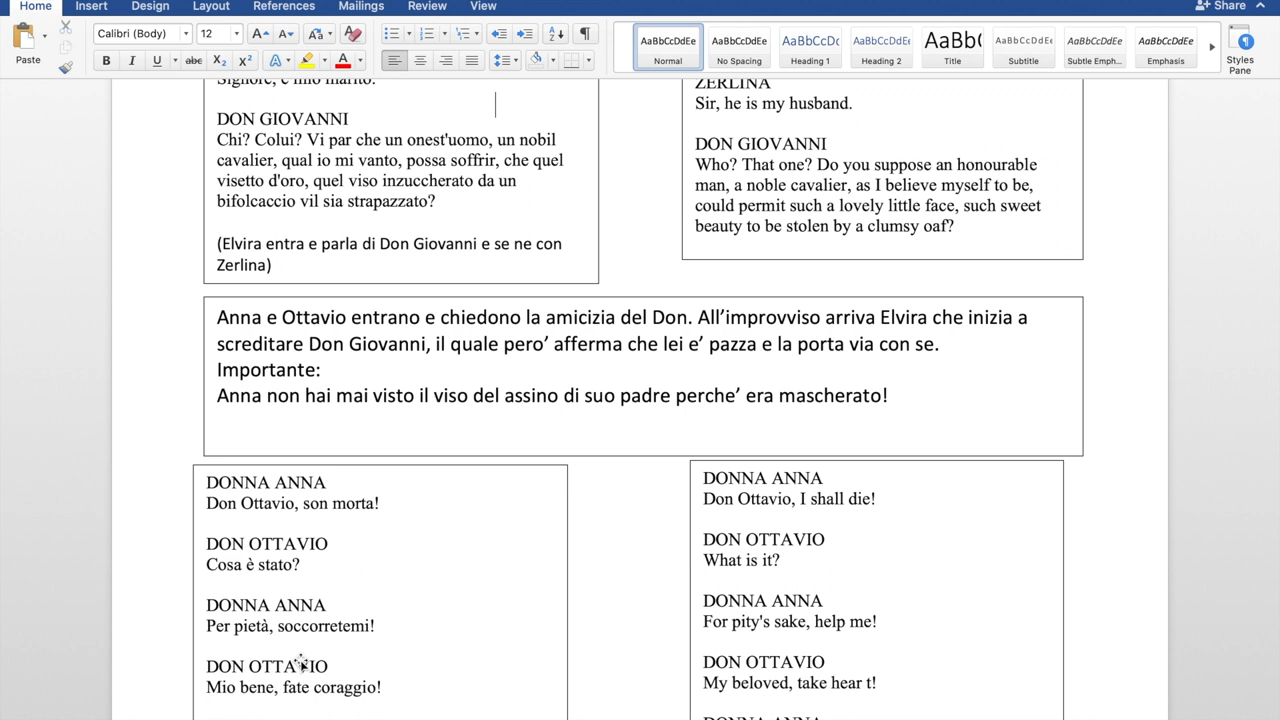 Home Insert Design Layout References Mailings Review View Share
Paste
Calibri (Body) 12
AaBbCcDdEe AaBbCcDdEe AaBbCcDc AaBbCcDdEe AaBb( AaBbCcDdEe AaBbCcDdEe AaBbCcDdEe
Normal No Spacing Heading 1 Heading 2 Title Subtitle Subtle Emph... Emphasis
Styles
Pane
Signore, è mio marito.
DON GIOVANNI
Chi? Colui? Vi par che un onest'uomo, un nobil
cavalier, qual io mi vanto, possa soffrir, che quel
visetto d'oro, quel viso inzuccherato da un
bifolcaccio vil sia strapazzato?
(Elvira entra e parla di Don Giovanni e se ne con
Zerlina)
ZERLINA
Sir, he is my husband.
DON GIOVANNI
Who? That one? Do you suppose an honourable
man, a noble cavalier, as I believe myself to be,
could permit such a lovely little face, such sweet
beauty to be stolen by a clumsy oaf?
Anna e Ottavio entrano e chiedono la amicizia del Don. All’improvviso arriva Elvira che inizia a
screditare Don Giovanni, il quale pero’ afferma che lei e’ pazza e la porta via con se.
Importante:
Anna non hai mai visto il viso del assino di suo padre perche’ era mascherato!
DONNA ANNA
Don Ottavio, son morta!
DON OTTAVIO
Cosa è stato?
DONNA ANNA
Per pietà, soccorretemi!
DON OTTAVIO
Mio bene, fate coraggio!
DONNA ANNA
Don Ottavio, I shall die!
DON OTTAVIO
What is it?
DONNA ANNA
For pity's sake, help me!
DON OTTAVIO
My beloved, take hear t!
DONNA ANNA